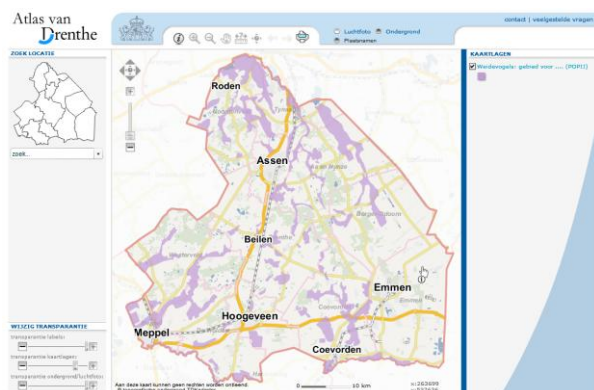 Atlas van
Drenthe
Luchtfoto
Ondergrond
Plaatsnamen
contact | veelgestelde vragen
ZOEK LOCATIE
zoek...
WIJZIG TRANSPARANTIE
transparantie labels:
transparantie kaartlagen:
transparantie ondergrond/luchtfoto:
Roden
Assen
Beilen
Emmen
Hoogeveen
Meppel
Coevorden
Aan deze kaart kunnen geen rechten worden ontleend.
0
10 km
KAARTLAGEN
Weidevogels: gebied voor .... (POPII)